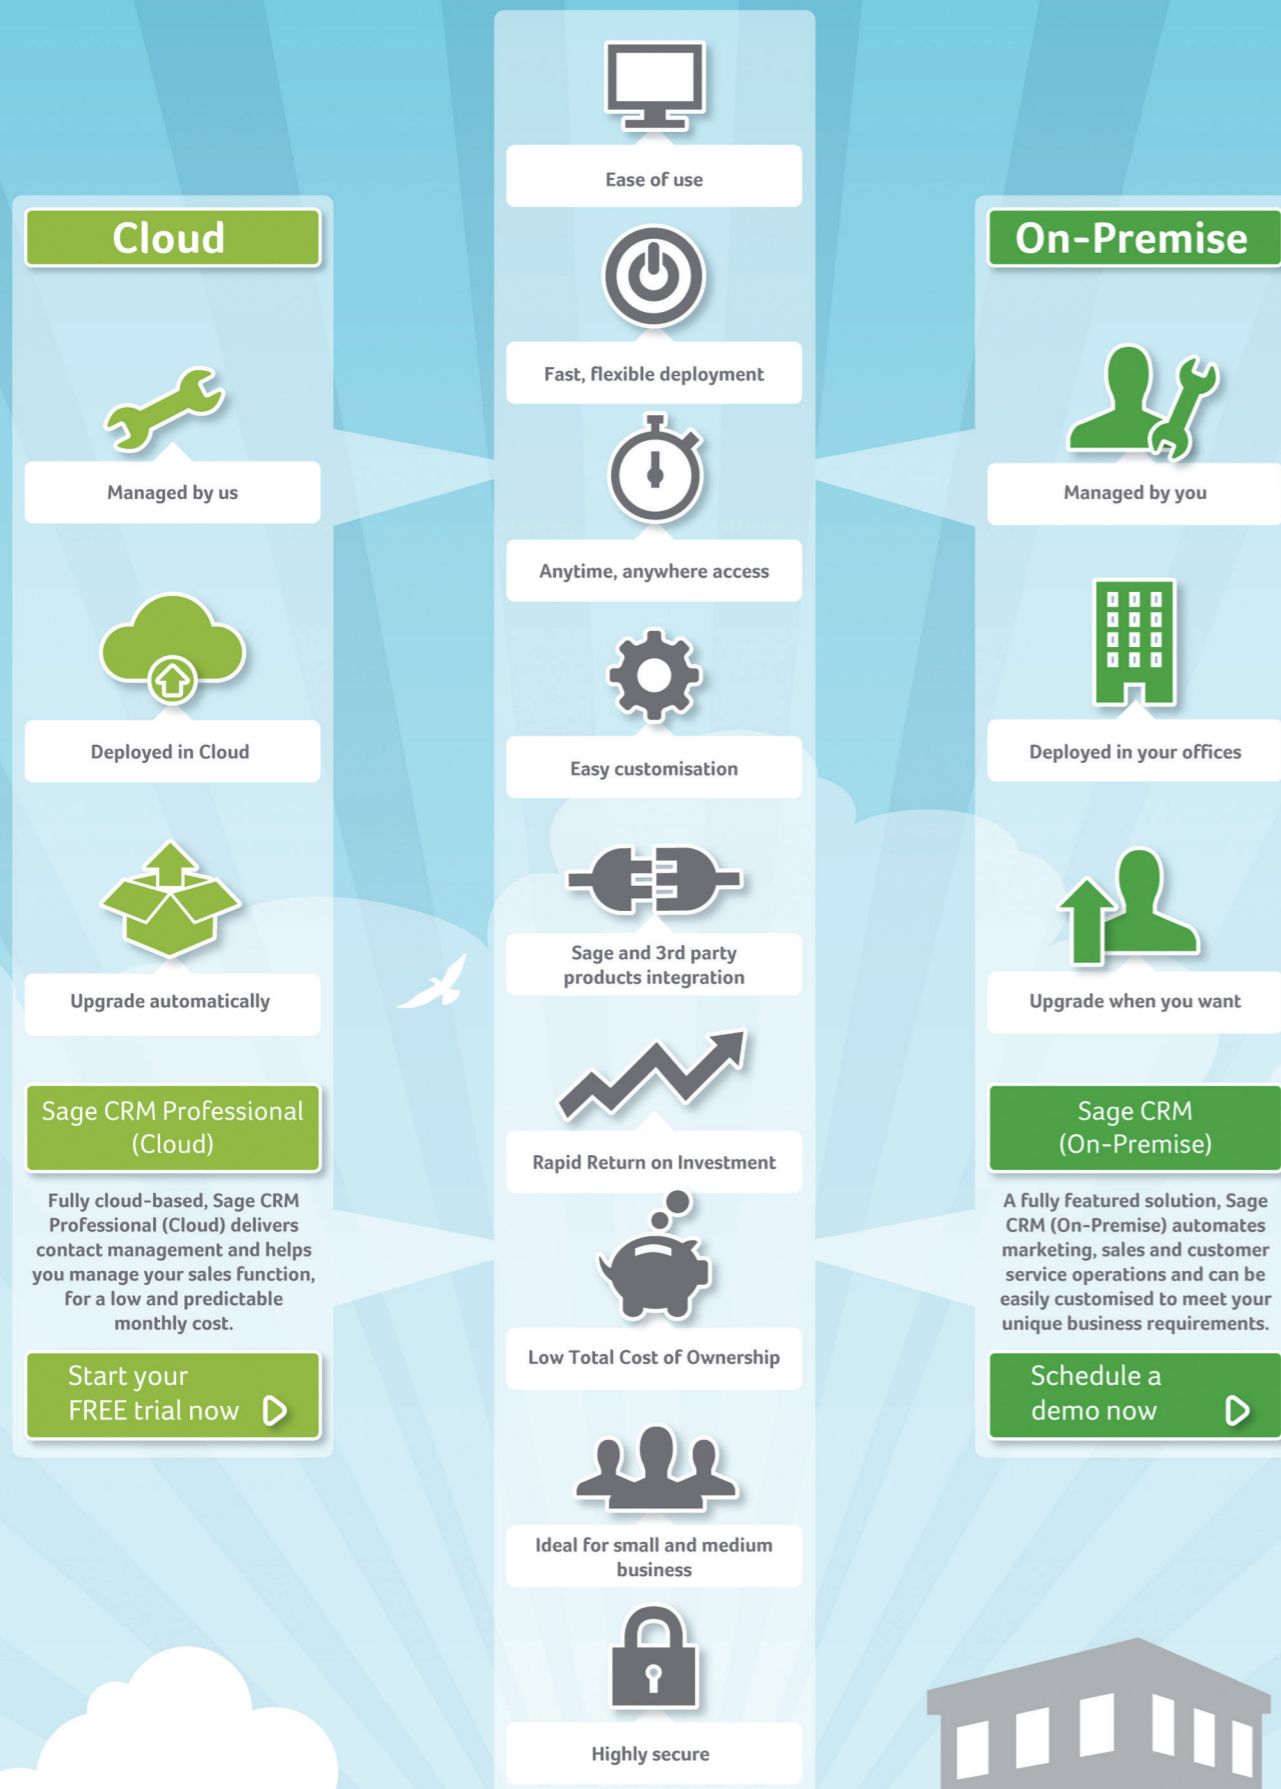 Cloud
Managed by us
Deployed in Cloud
Upgrade automatically
Sage CRM Professional
(Cloud)
Fully cloud-based, Sage CRM
Professional (Cloud) delivers
contact management and helps
you manage your sales function,
for a low and predictable
monthly cost.
Start your
FREE trial now
Ease of use
Fast, flexible deployment
Anytime, anywhere access
Easy customisation
Sage and 3rd party
products integration
Rapid Return on Investment
Low Total Cost of Ownership
Ideal for small and medium
business
Highly secure
On-Premise
Managed by you
Deployed in your offices
Upgrade when you want
Sage CRM
(On-Premise)
A fully featured solution, Sage
CRM (On-Premise) automates
marketing, sales and customer
service operations and can be
easily customised to meet your
unique business requirements.
Schedule a
demo now